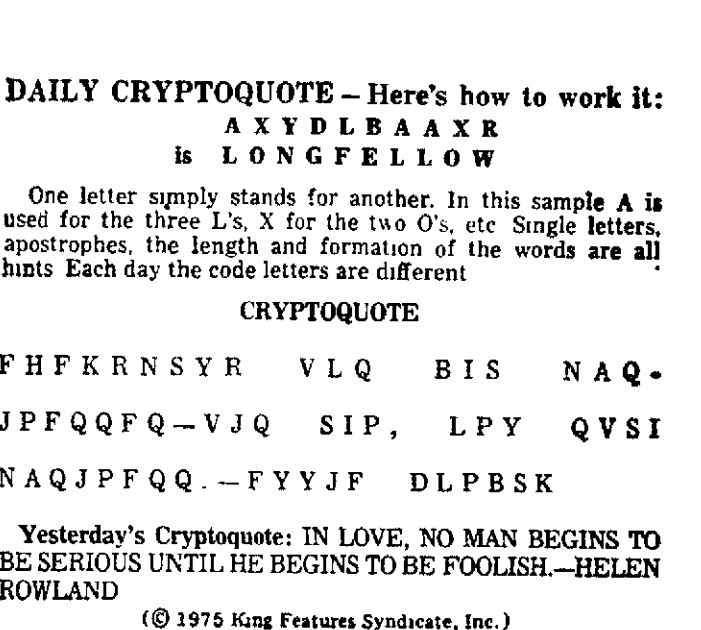 DAILY CRYPTOQUOTE – Here's how to work it:
A X Y D L B A A X R
is L O N G F E L L O W
One letter simply stands for another. In this sample A is
used for the three L's, X for the two O's, etc Single letters,
apostrophes, the length and formation of the words are all
hints Each day the code letters are different
CRYPTOQUOTE
F H F K R N S Y R V L Q B I S N A Q -
J P F Q Q F Q – V J Q S I P , L P Y Q V S I
N A Q J P F Q Q . – F Y Y J F D L P B S K
Yesterday's Cryptoquote: IN LOVE, NO MAN BEGINS TO
BE SERIOUS UNTIL HE BEGINS TO BE FOOLISH.—HELEN
ROWLAND
(© 1975 King Features Syndicate, Inc.)